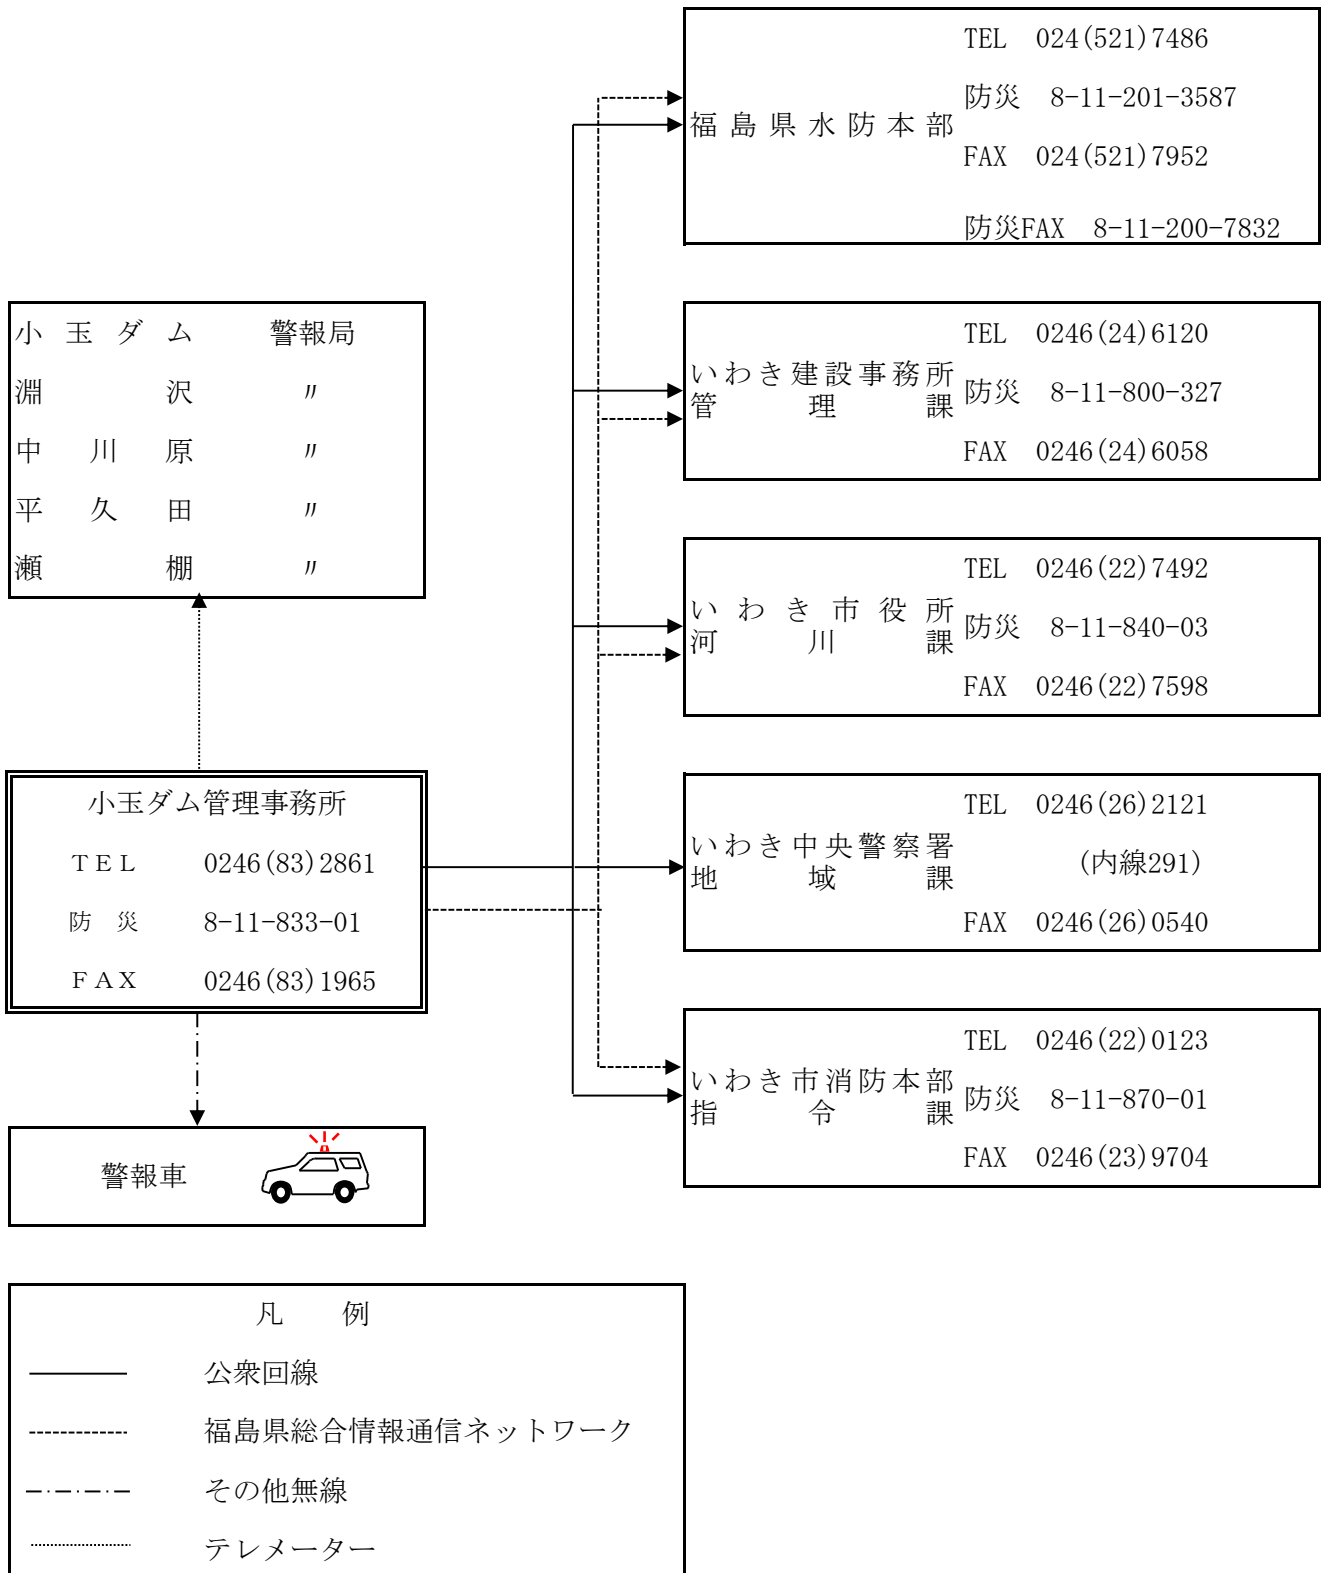 TEL 024(521)7486
防災 8-11-201-3587
福島県水防本部
FAX 024(521)7952
防災FAX 8-11-200-7832
小玉ダム 警報局
淵沢 〃
中川原 〃
平久田 〃
瀬棚 〃
TEL 0246(24)6120
いわき建設事務所
管理課
防災 8-11-800-327
FAX 0246(24)6058
TEL 0246(22)7492
いわき市役所
河川課
防災 8-11-840-03
FAX 0246(22)7598
小玉ダム管理事務所
TEL 0246(83)2861
防災 8-11-833-01
FAX 0246(83)1965
TEL 0246(26)2121
いわき中央警察署
地域課
(内線291)
FAX 0246(26)0540
TEL 0246(22)0123
いわき市消防本部
指令課
防災 8-11-870-01
FAX 0246(23)9704
警報車
凡例
公衆回線
福島県総合情報通信ネットワーク
その他無線
テレメーター